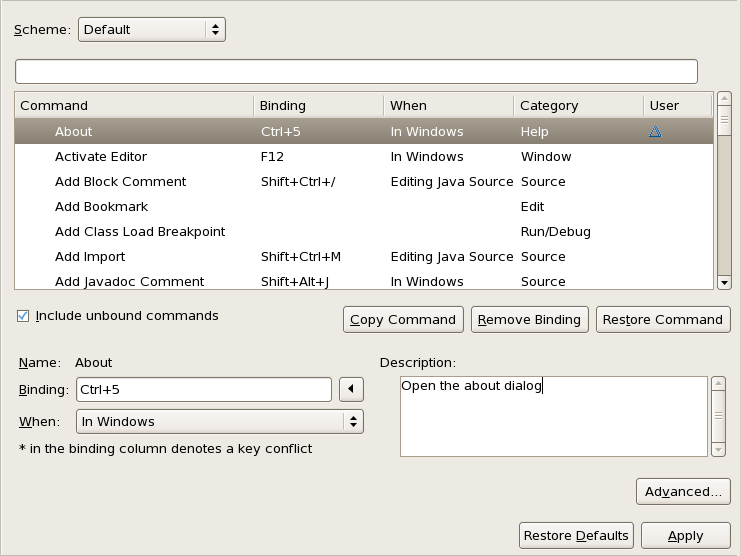 Scheme: Default
Command Binding When Category User
About Ctrl+5 In Windows Help
Activate Editor F12 In Windows Window
Add Block Comment Shift+Ctrl+/ Editing Java Source Source
Add Bookmark Edit
Add Class Load Breakpoint Run/Debug
Add Import Shift+Ctrl+M Editing Java Source Source
Add Javadoc Comment Shift+Alt+J In Windows Source
Include unbound commands Copy Command Remove Binding Restore Command
Name: About Description:
Binding: Ctrl+5 Open the about dialog
When: In Windows
* in the binding column denotes a key conflict
Advanced...
Restore Defaults Apply